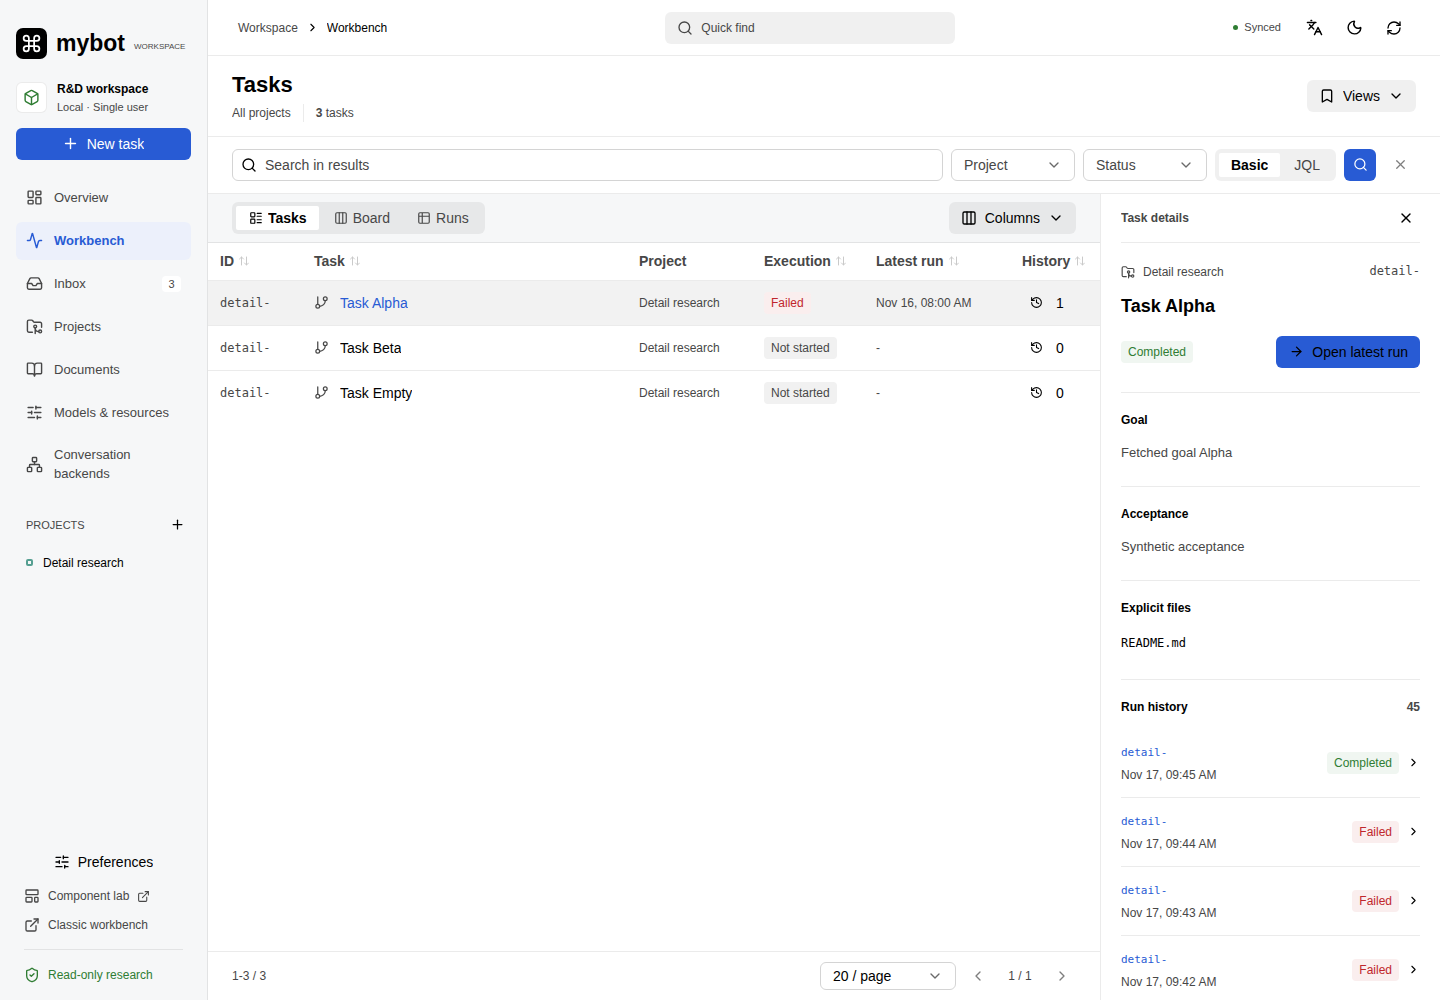 mybot WORKSPACE
R&D workspace
Local · Single user
New task
Overview
Workbench
Inbox 3
Projects
Documents
Models & resources
Conversation
backends
PROJECTS
Detail research
Preferences
Component lab
Classic workbench
Read-only research
Workspace Workbench
Quick find
Synced
Tasks
All projects 3 tasks
Views
Search in results
Project
Status
Basic JQL
Tasks Board Runs
Columns
ID Task Project Execution Latest run History
detail- Task Alpha Detail research Failed Nov 16, 08:00 AM 1
detail- Task Beta Detail research Not started - 0
detail- Task Empty Detail research Not started - 0
1-3 / 3
20 / page
1 / 1
Task details
Detail research detail-
Task Alpha
Completed Open latest run
Goal
Fetched goal Alpha
Acceptance
Synthetic acceptance
Explicit files
README.md
Run history 45
detail-
Nov 17, 09:45 AM Completed
detail-
Nov 17, 09:44 AM Failed
detail-
Nov 17, 09:43 AM Failed
detail-
Nov 17, 09:42 AM Failed